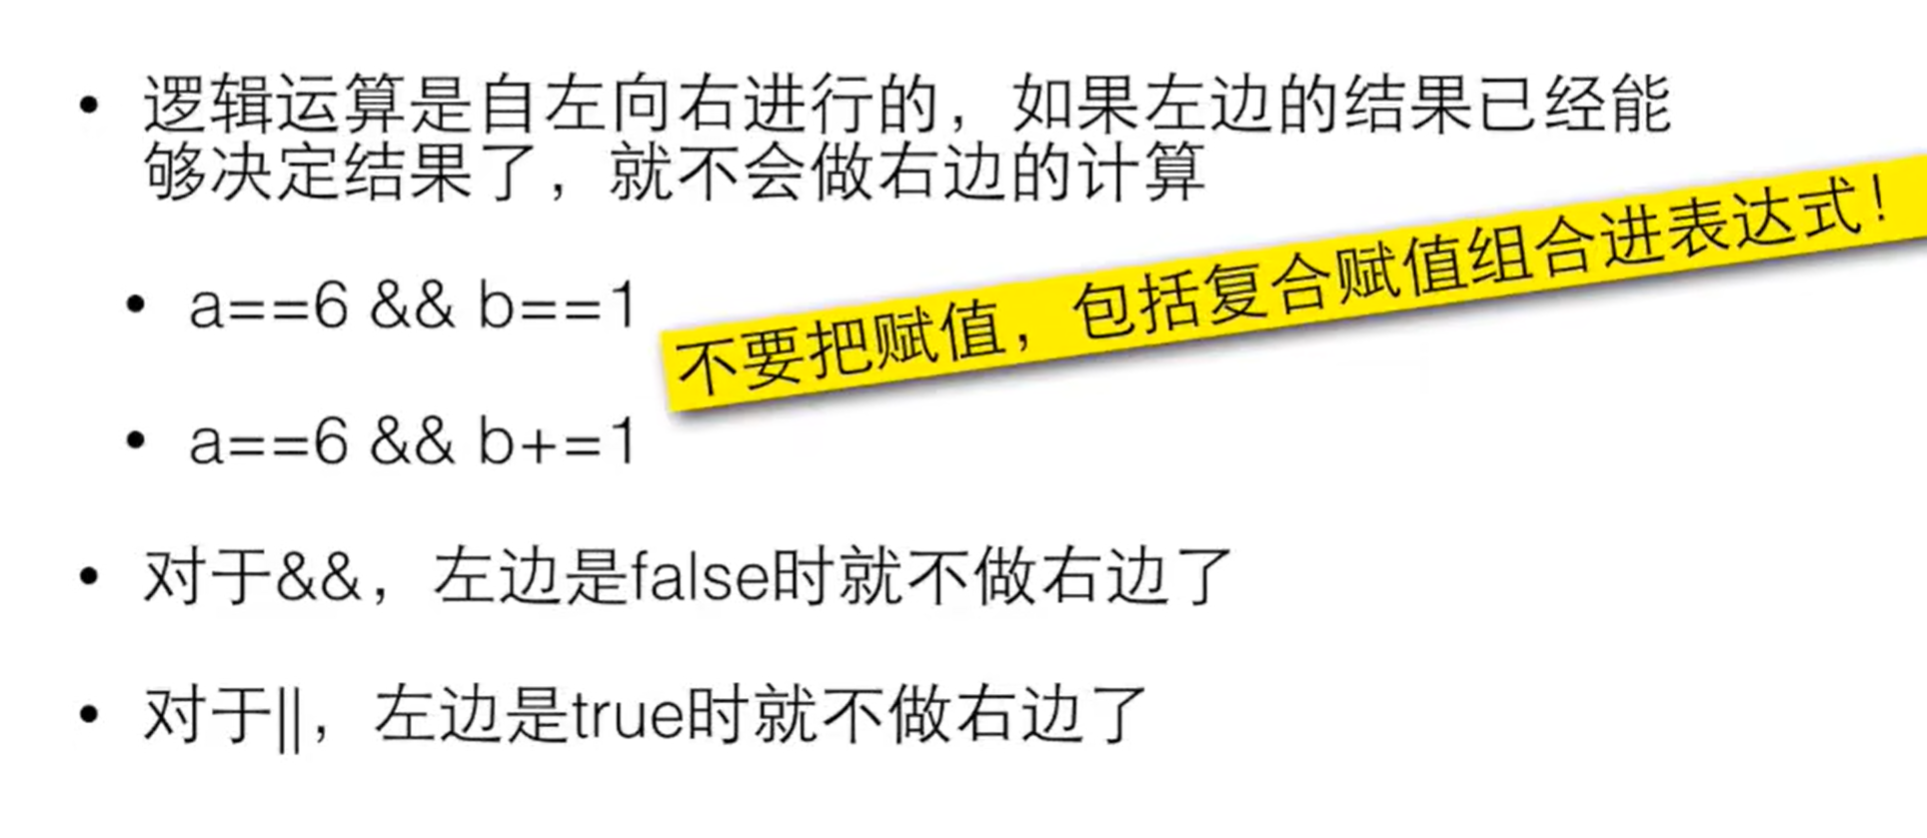 • 逻辑运算是自左向右进行的，如果左边的结果已经能
够决定结果了，就不会做右边的计算
• a==6 && b==1
不要把赋值，包括复合赋值组合进表达式！
• a==6 && b+=1
• 对于&&，左边是false时就不做右边了
• 对于||，左边是true时就不做右边了